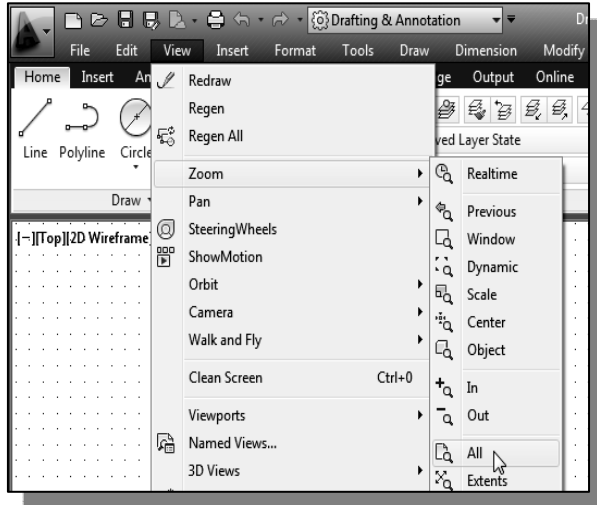 Drafting & Annotation Dr
File Edit View Insert Format Tools Draw Dimension Modify
Home Insert An ge Output Online
Redraw
Regen
Regen All
ved Layer State
Line Polyline Circle
Zoom Realtime
Draw Pan
Previous
[−][Top][2D Wireframe] SteeringWheels Window
ShowMotion Dynamic
Orbit Scale
Camera Center
Walk and Fly Object
Clean Screen Ctrl+0 In
Viewports Out
Named Views... All
3D Views Extents